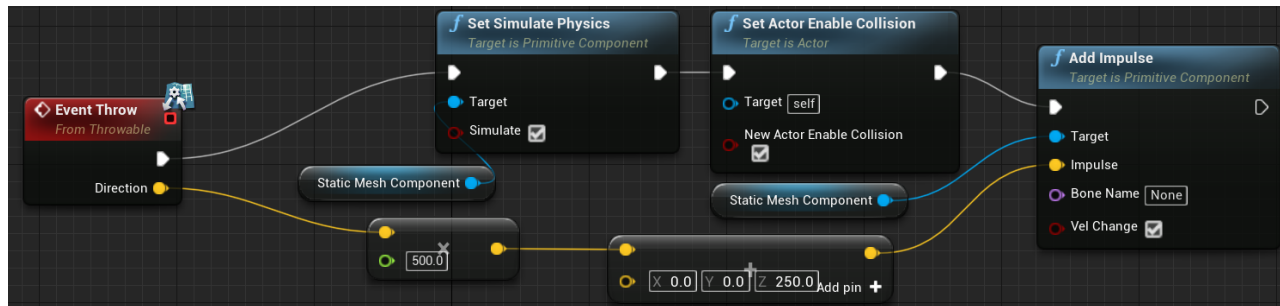 Set Simulate Physics
Target is Primitive Component
Target
Simulate
Set Actor Enable Collision
Target is Actor
Target self
New Actor Enable Collision
Add Impulse
Target is Primitive Component
Target
Impulse
Bone Name None
Vel Change
Event Throw
From Throwable
Direction
Static Mesh Component
Static Mesh Component
500.0
X 0.0 Y 0.0 Z 250.0
Add pin +